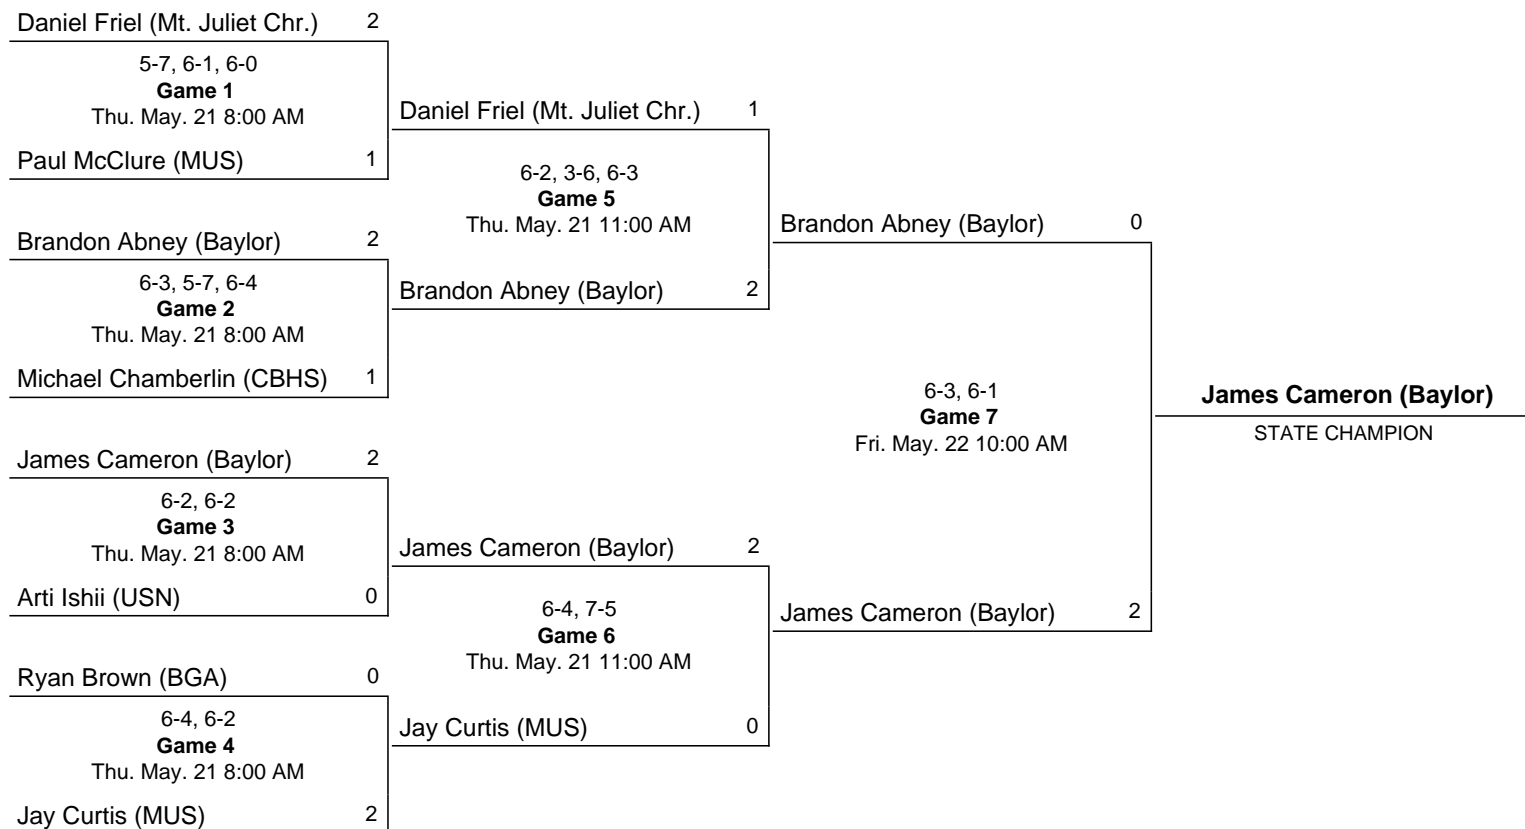 Daniel Friel (Mt. Juliet Chr.) 2
5-7, 6-1, 6-0
Game 1
Thu. May. 21 8:00 AM
Paul McClure (MUS) 1
Brandon Abney (Baylor) 2
6-3, 5-7, 6-4
Game 2
Thu. May. 21 8:00 AM
Michael Chamberlin (CBHS) 1
James Cameron (Baylor) 2
6-2, 6-2
Game 3
Thu. May. 21 8:00 AM
Arti Ishii (USN) 0
Ryan Brown (BGA) 0
6-4, 6-2
Game 4
Thu. May. 21 8:00 AM
Jay Curtis (MUS) 2
Daniel Friel (Mt. Juliet Chr.) 1
6-2, 3-6, 6-3
Game 5
Thu. May. 21 11:00 AM
Brandon Abney (Baylor) 2
James Cameron (Baylor) 2
6-4, 7-5
Game 6
Thu. May. 21 11:00 AM
Jay Curtis (MUS) 0
Brandon Abney (Baylor) 0
6-3, 6-1
Game 7
Fri. May. 22 10:00 AM
James Cameron (Baylor) 2
James Cameron (Baylor)
STATE CHAMPION